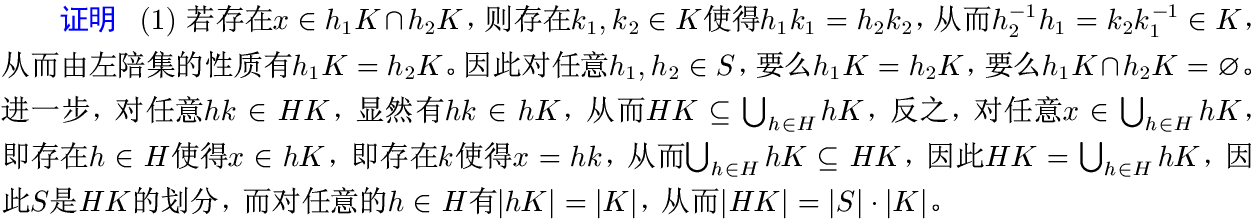 证明 (1) 若存在x ∈ h₁K∩h₂K，则存在k₁, k₂ ∈ K使得h₁k₁ = h₂k₂，从而h₂⁻¹h₁ = k₂k₁⁻¹ ∈ K，
从而由左陪集的性质有h₁K = h₂K。因此对任意h₁, h₂ ∈ S，要么h₁K = h₂K，要么h₁K∩h₂K = ∅。
进一步，对任意hk ∈ HK，显然有hk ∈ hK，从而HK ⊆ ⋃_{h∈H} hK，反之，对任意x ∈ ⋃_{h∈H} hK，
即存在h ∈ H使得x ∈ hK，即存在k使得x = hk，从而⋃_{h∈H} hK ⊆ HK，因此HK = ⋃_{h∈H} hK，因
此S是HK的划分，而对任意的h ∈ H有|hK| = |K|，从而|HK| = |S| · |K|。